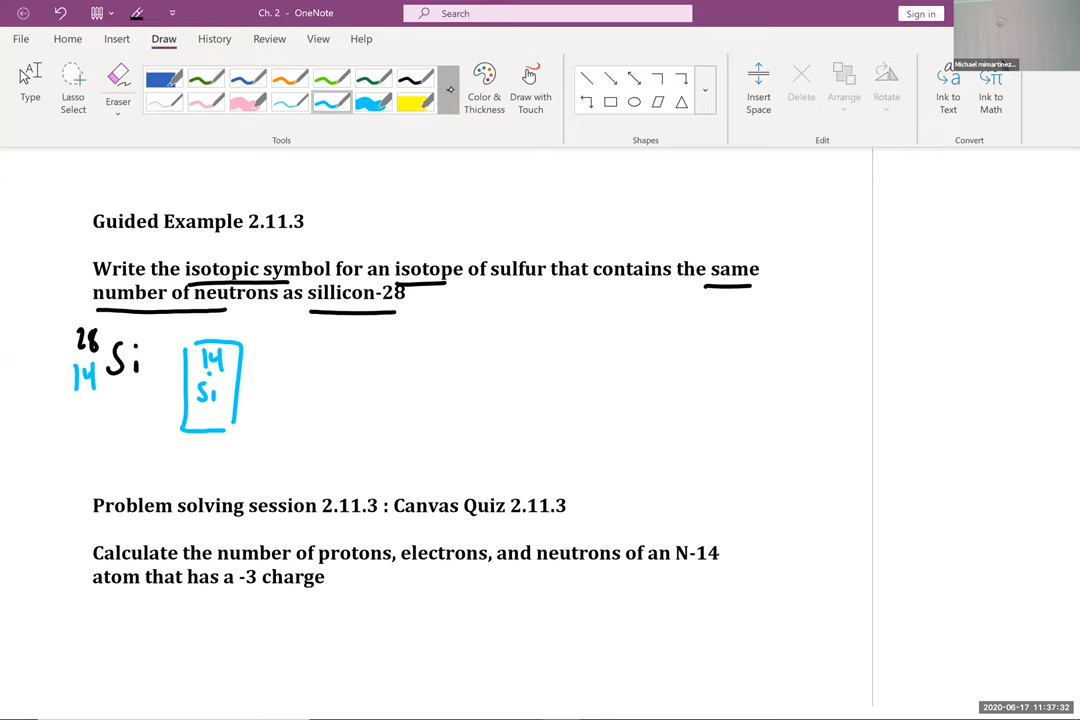 Ch. 2 - OneNote
Search
Sign in
File Home Insert Draw History Review View Help
Michael mimartinez...
Type
Lasso Select
Eraser
Color & Thickness
Draw with Touch
Insert Space
Delete
Arrange
Rotate
Ink to Text
Ink to Math
Tools Shapes Edit Convert
Guided Example 2.11.3
Write the isotopic symbol for an isotope of sulfur that contains the same
number of neutrons as sillicon-28
28
14 Si
14
Si
Problem solving session 2.11.3 : Canvas Quiz 2.11.3
Calculate the number of protons, electrons, and neutrons of an N-14
atom that has a -3 charge
2020-06-17 11:37:32